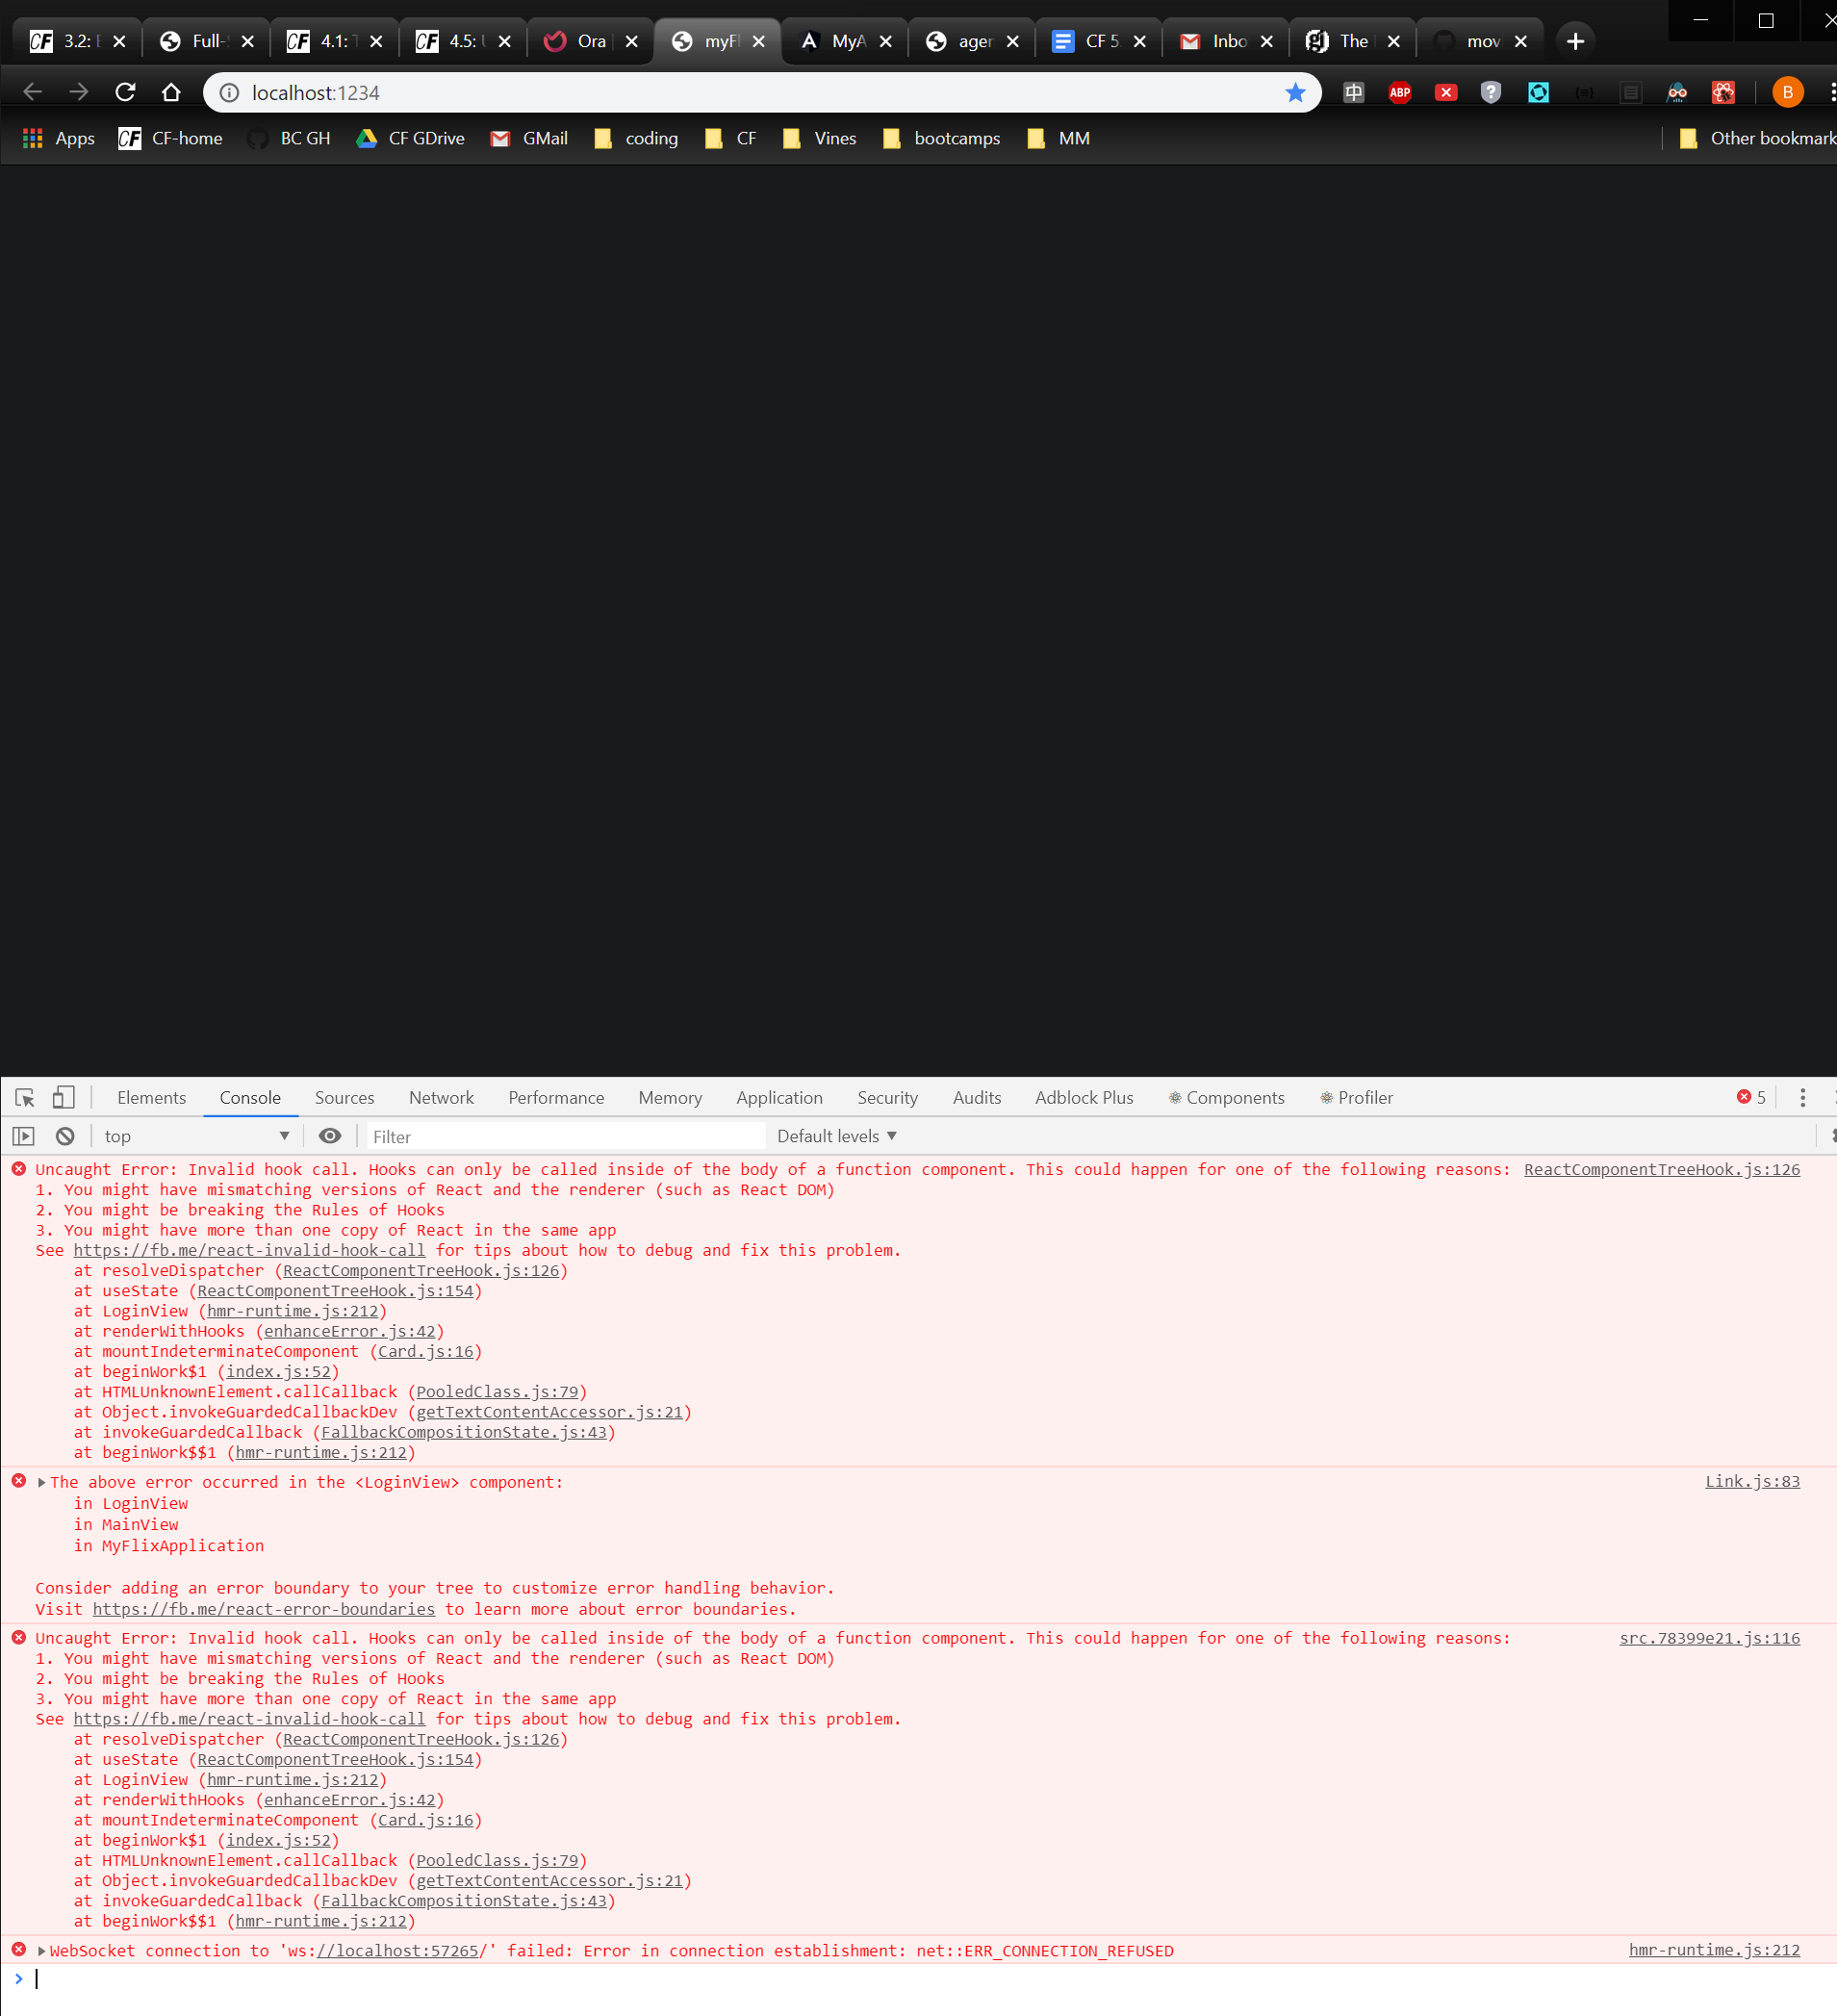 3.2: E
Full-S
4.1: T
4.5: U
Ora |
myFl
MyA
ager
CF 5.
Inbo
The
mov
localhost:1234
B
Apps
CF-home
BC GH
CF GDrive
GMail
coding
CF
Vines
bootcamps
MM
Other bookmark
Elements
Console
Sources
Network
Performance
Memory
Application
Security
Audits
Adblock Plus
Components
Profiler
5
top
Filter
Default levels
Uncaught Error: Invalid hook call. Hooks can only be called inside of the body of a function component. This could happen for one of the following reasons: ReactComponentTreeHook.js:126
1. You might have mismatching versions of React and the renderer (such as React DOM)
2. You might be breaking the Rules of Hooks
3. You might have more than one copy of React in the same app
See https://fb.me/react-invalid-hook-call for tips about how to debug and fix this problem.
at resolveDispatcher (ReactComponentTreeHook.js:126)
at useState (ReactComponentTreeHook.js:154)
at LoginView (hmr-runtime.js:212)
at renderWithHooks (enhanceError.js:42)
at mountIndeterminateComponent (Card.js:16)
at beginWork$1 (index.js:52)
at HTMLUnknownElement.callCallback (PooledClass.js:79)
at Object.invokeGuardedCallbackDev (getTextContentAccessor.js:21)
at invokeGuardedCallback (FallbackCompositionState.js:43)
at beginWork$$1 (hmr-runtime.js:212)
The above error occurred in the <LoginView> component: Link.js:83
in LoginView
in MainView
in MyFlixApplication
Consider adding an error boundary to your tree to customize error handling behavior.
Visit https://fb.me/react-error-boundaries to learn more about error boundaries.
Uncaught Error: Invalid hook call. Hooks can only be called inside of the body of a function component. This could happen for one of the following reasons: src.78399e21.js:116
1. You might have mismatching versions of React and the renderer (such as React DOM)
2. You might be breaking the Rules of Hooks
3. You might have more than one copy of React in the same app
See https://fb.me/react-invalid-hook-call for tips about how to debug and fix this problem.
at resolveDispatcher (ReactComponentTreeHook.js:126)
at useState (ReactComponentTreeHook.js:154)
at LoginView (hmr-runtime.js:212)
at renderWithHooks (enhanceError.js:42)
at mountIndeterminateComponent (Card.js:16)
at beginWork$1 (index.js:52)
at HTMLUnknownElement.callCallback (PooledClass.js:79)
at Object.invokeGuardedCallbackDev (getTextContentAccessor.js:21)
at invokeGuardedCallback (FallbackCompositionState.js:43)
at beginWork$$1 (hmr-runtime.js:212)
WebSocket connection to 'ws://localhost:57265/' failed: Error in connection establishment: net::ERR_CONNECTION_REFUSED hmr-runtime.js:212